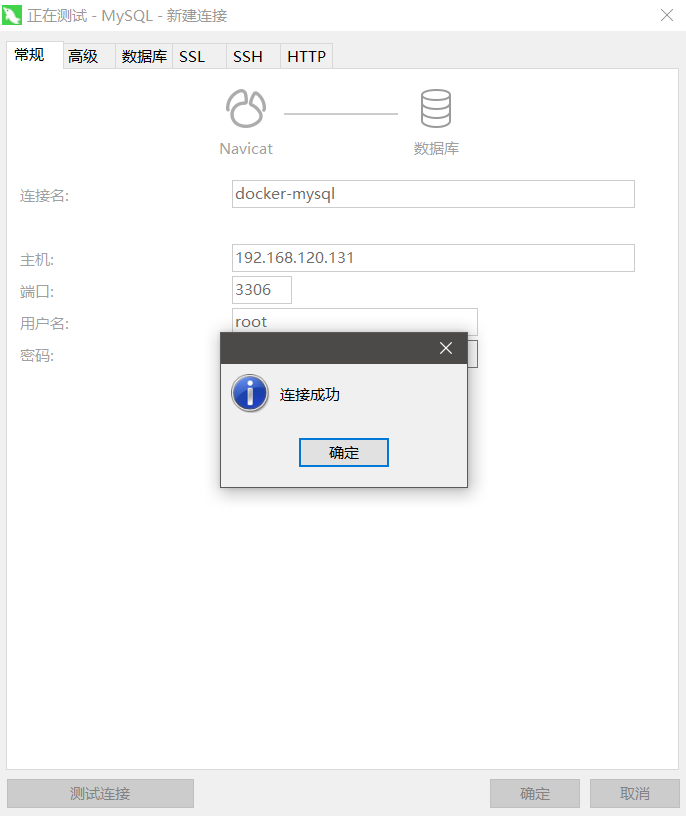 正在测试 - MySQL - 新建连接
常规 高级 数据库 SSL SSH HTTP
Navicat 数据库
连接名: docker-mysql
主机: 192.168.120.131
端口: 3306
用户名: root
密码:
连接成功
确定
测试连接 确定 取消